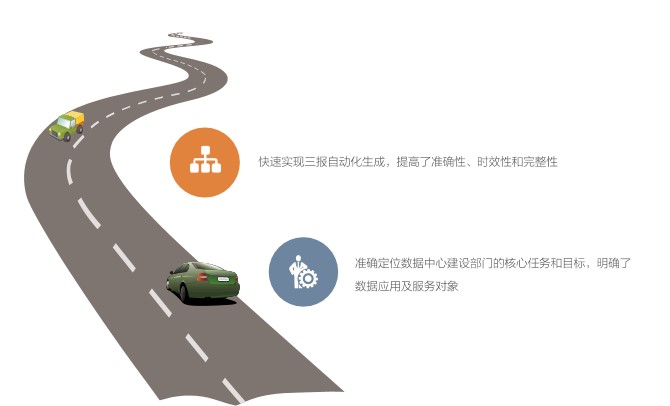 快速实现三报自动化生成，提高了准确性、时效性和完整性
准确定位数据中心建设部门的核心任务和目标，明确了
数据应用及服务对象